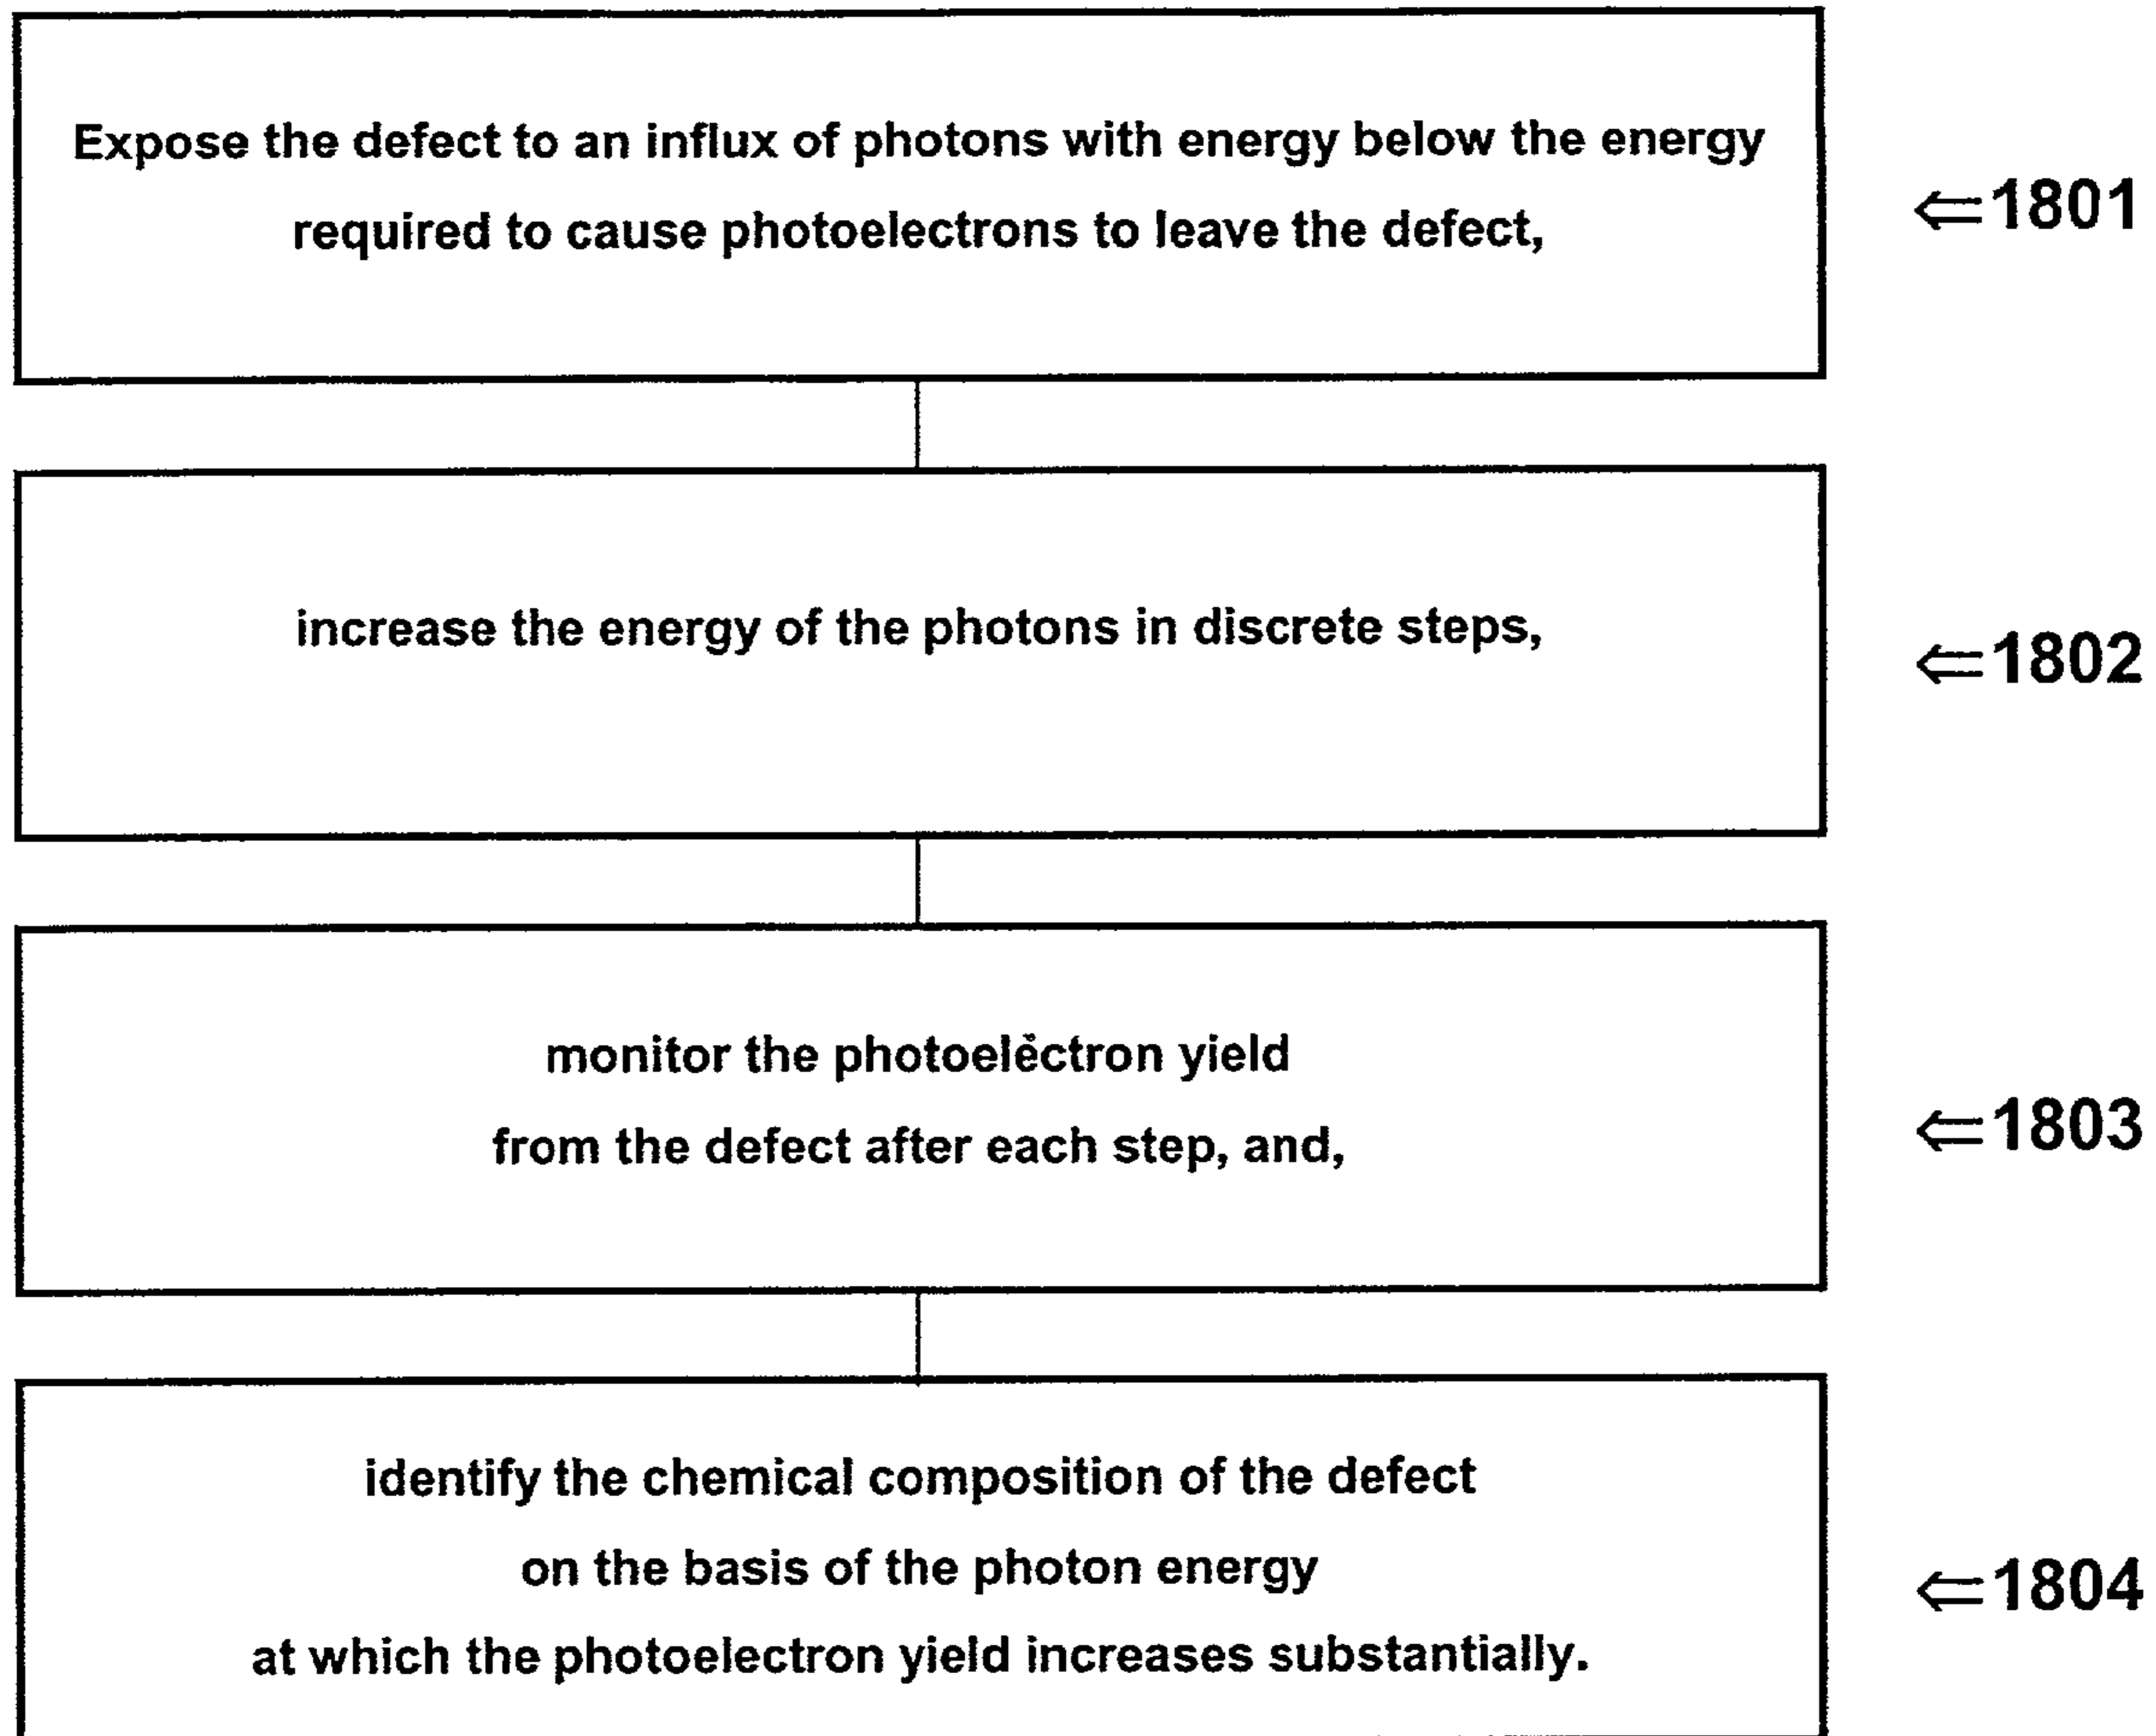 Expose the defect to an influx of photons with energy below the energy
required to cause photoelectrons to leave the defect,
⇐1801
increase the energy of the photons in discrete steps,
⇐1802
monitor the photoelectron yield
from the defect after each step, and,
⇐1803
identify the chemical composition of the defect
on the basis of the photon energy
at which the photoelectron yield increases substantially.
⇐1804